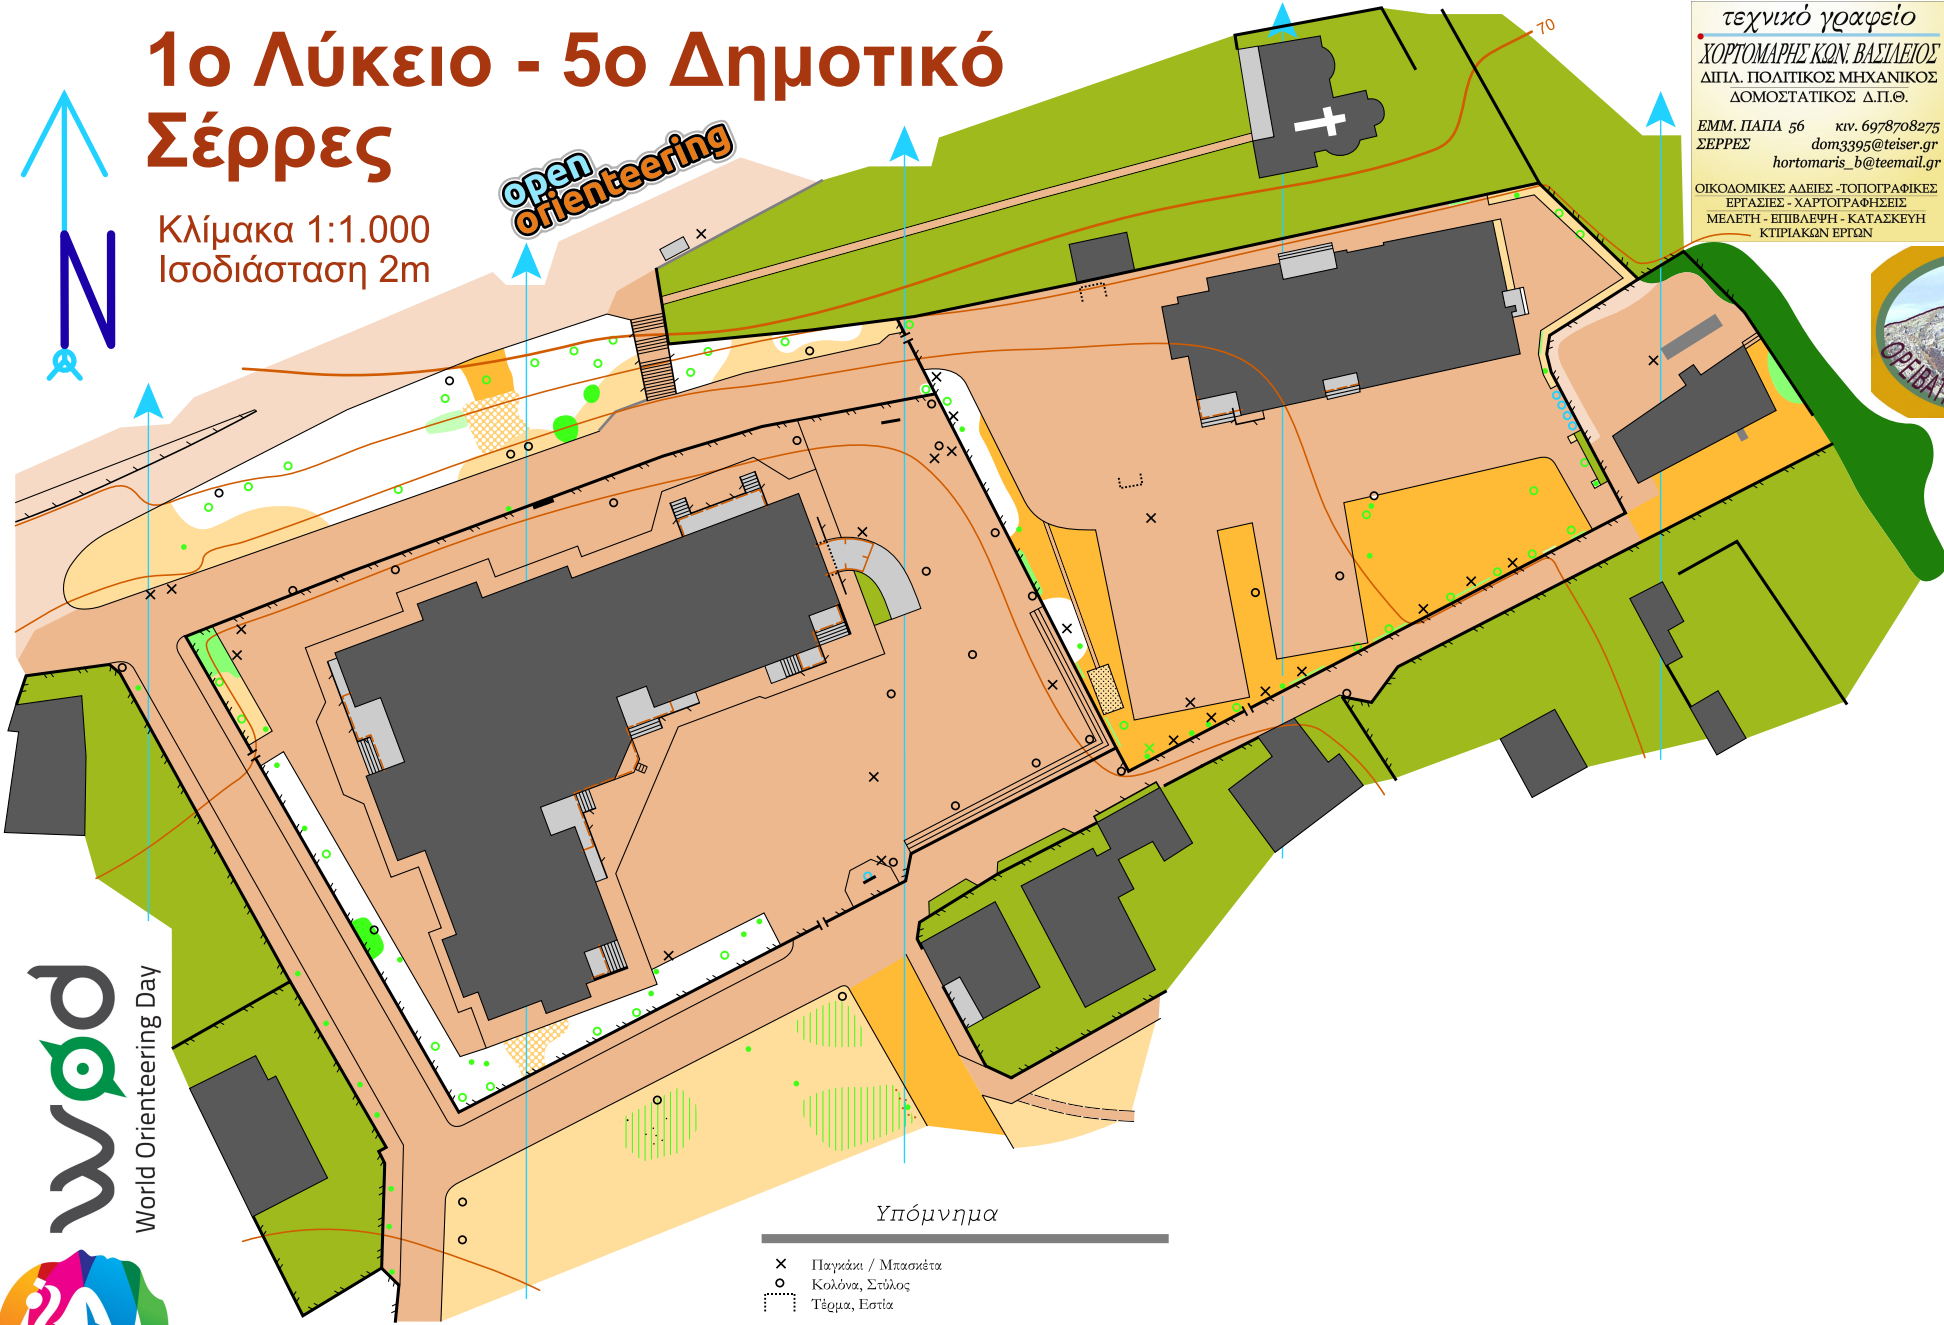 1ο Λύκειο - 5ο Δημοτικό
Σέρρες
Κλίμακα 1:1.000
Ισοδιάσταση 2m
N
open
orienteering
70
τεχνικό γραφείο
ΧΟΡΤΟΜΑΡΗΣ ΚΩΝ. ΒΑΣΙΛΕΙΟΣ
ΔΙΠΛ. ΠΟΛΙΤΙΚΟΣ ΜΗΧΑΝΙΚΟΣ
ΔΟΜΟΣΤΑΤΙΚΟΣ Δ.Π.Θ.
ΕΜΜ. ΠΑΠΑ 56 κιν. 6978708275
ΣΕΡΡΕΣ dom3395@teiser.gr
hortomaris_b@teemail.gr
ΟΙΚΟΔΟΜΙΚΕΣ ΑΔΕΙΕΣ -ΤΟΠΟΓΡΑΦΙΚΕΣ
ΕΡΓΑΣΙΕΣ - ΧΑΡΤΟΓΡΑΦΗΣΕΙΣ
ΜΕΛΕΤΗ - ΕΠΙΒΛΕΨΗ - ΚΑΤΑΣΚΕΥΗ
ΚΤΙΡΙΑΚΩΝ ΕΡΓΩΝ
ΟΡΕΙΒΑΤ
wod
World Orienteering Day
Υπόμνημα
Παγκάκι / Μπασκέτα
Κολόνα, Στύλος
Τέρμα, Εστία